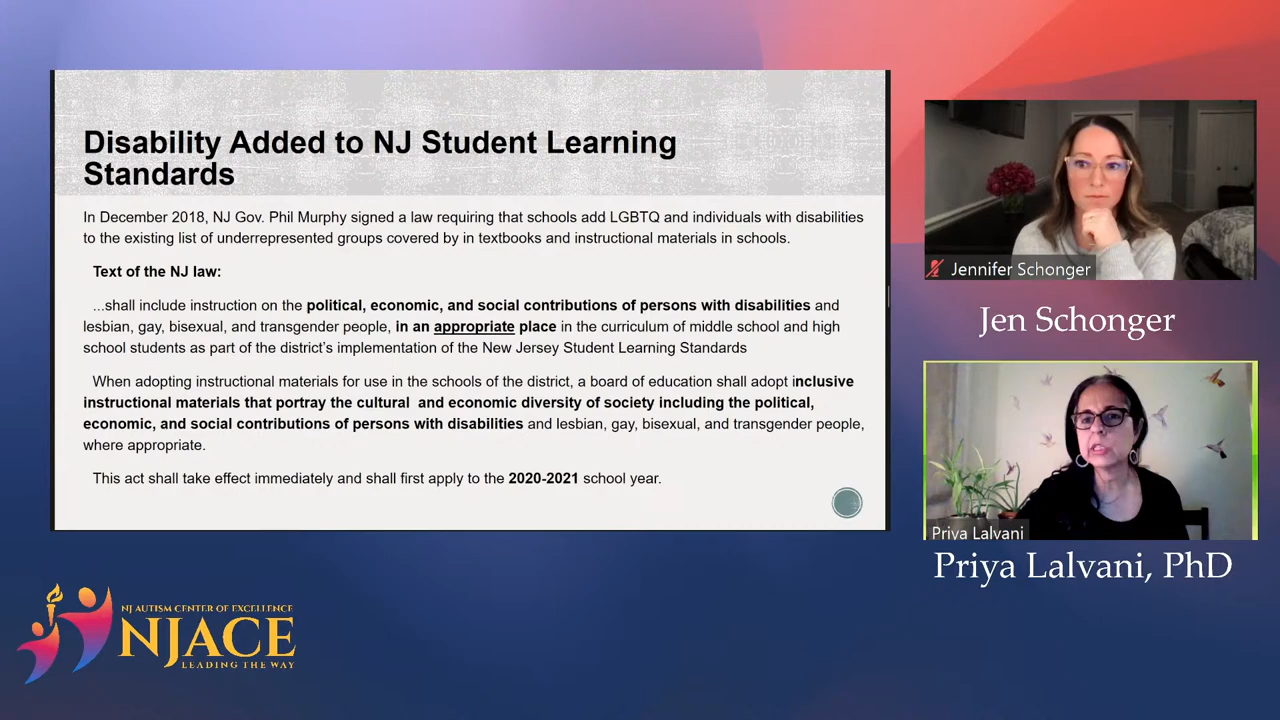 Disability Added to NJ Student Learning
Standards
In December 2018, NJ Gov. Phil Murphy signed a law requiring that schools add LGBTQ and individuals with disabilities
to the existing list of underrepresented groups covered by in textbooks and instructional materials in schools.
Text of the NJ law:
...shall include instruction on the political, economic, and social contributions of persons with disabilities and
lesbian, gay, bisexual, and transgender people, in an appropriate place in the curriculum of middle school and high
school students as part of the district's implementation of the New Jersey Student Learning Standards
When adopting instructional materials for use in the schools of the district, a board of education shall adopt inclusive
instructional materials that portray the cultural and economic diversity of society including the political,
economic, and social contributions of persons with disabilities and lesbian, gay, bisexual, and transgender people,
where appropriate.
This act shall take effect immediately and shall first apply to the 2020-2021 school year.
Jennifer Schonger
Jen Schonger
Priya Lalvani
Priya Lalvani, PhD
NJ AUTISM CENTER OF EXCELLENCE
NJACE
LEADING THE WAY